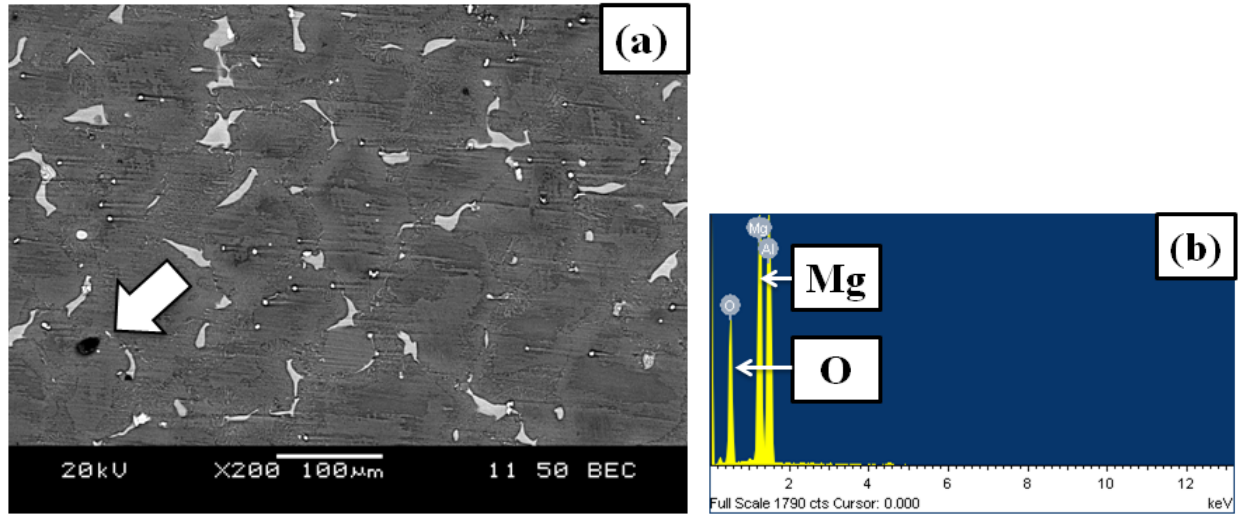 (a)
20kV X200 100μm 11 50 BEC
(b)
Mg
Al
O
Mg
O
2 4 6 8 10 12
Full Scale 1790 cts Cursor: 0.000 keV